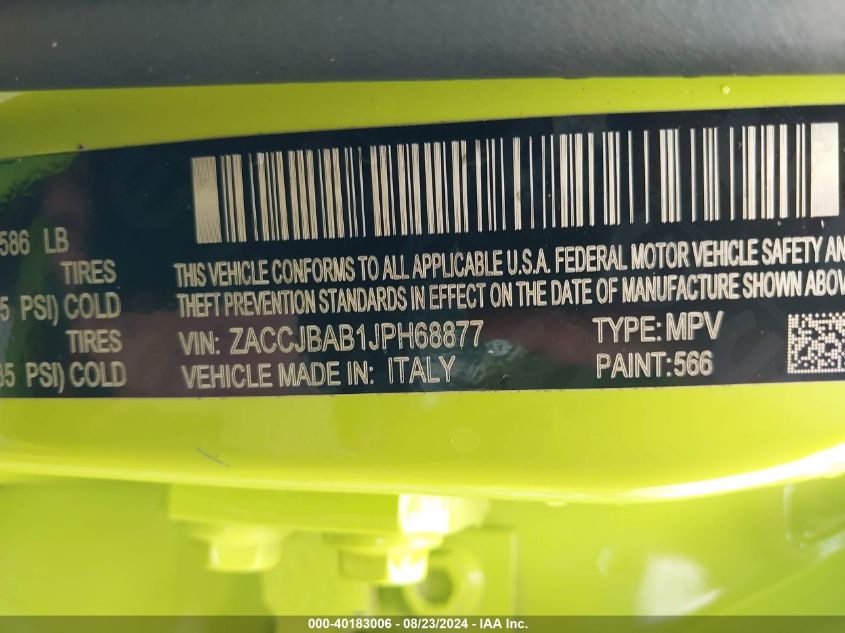 586 LB
TIRES
5 PSI) COLD
TIRES
35 PSI) COLD
THIS VEHICLE CONFORMS TO ALL APPLICABLE U.S.A. FEDERAL MOTOR VEHICLE SAFETY AN
THEFT PREVENTION STANDARDS IN EFFECT ON THE DATE OF MANUFACTURE SHOWN ABOV
VIN: ZACCJBAB1JPH68877 TYPE: MPV
VEHICLE MADE IN: ITALY PAINT:566
000-40183006 - 08/23/2024 - IAA Inc.